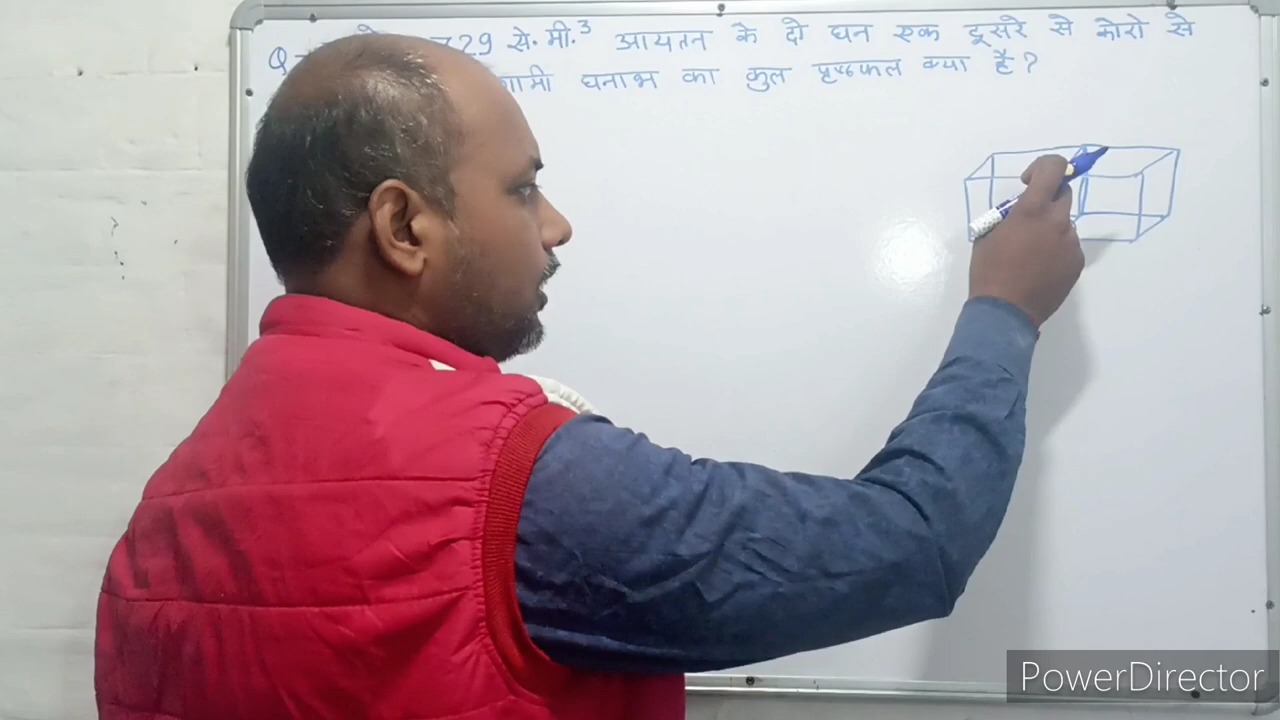 Q- 729 से. मी.³ आयतन के दो घन एक दूसरे से कोरो से
घनाभ का कुल पृष्ठफल क्या है?
PowerDirector